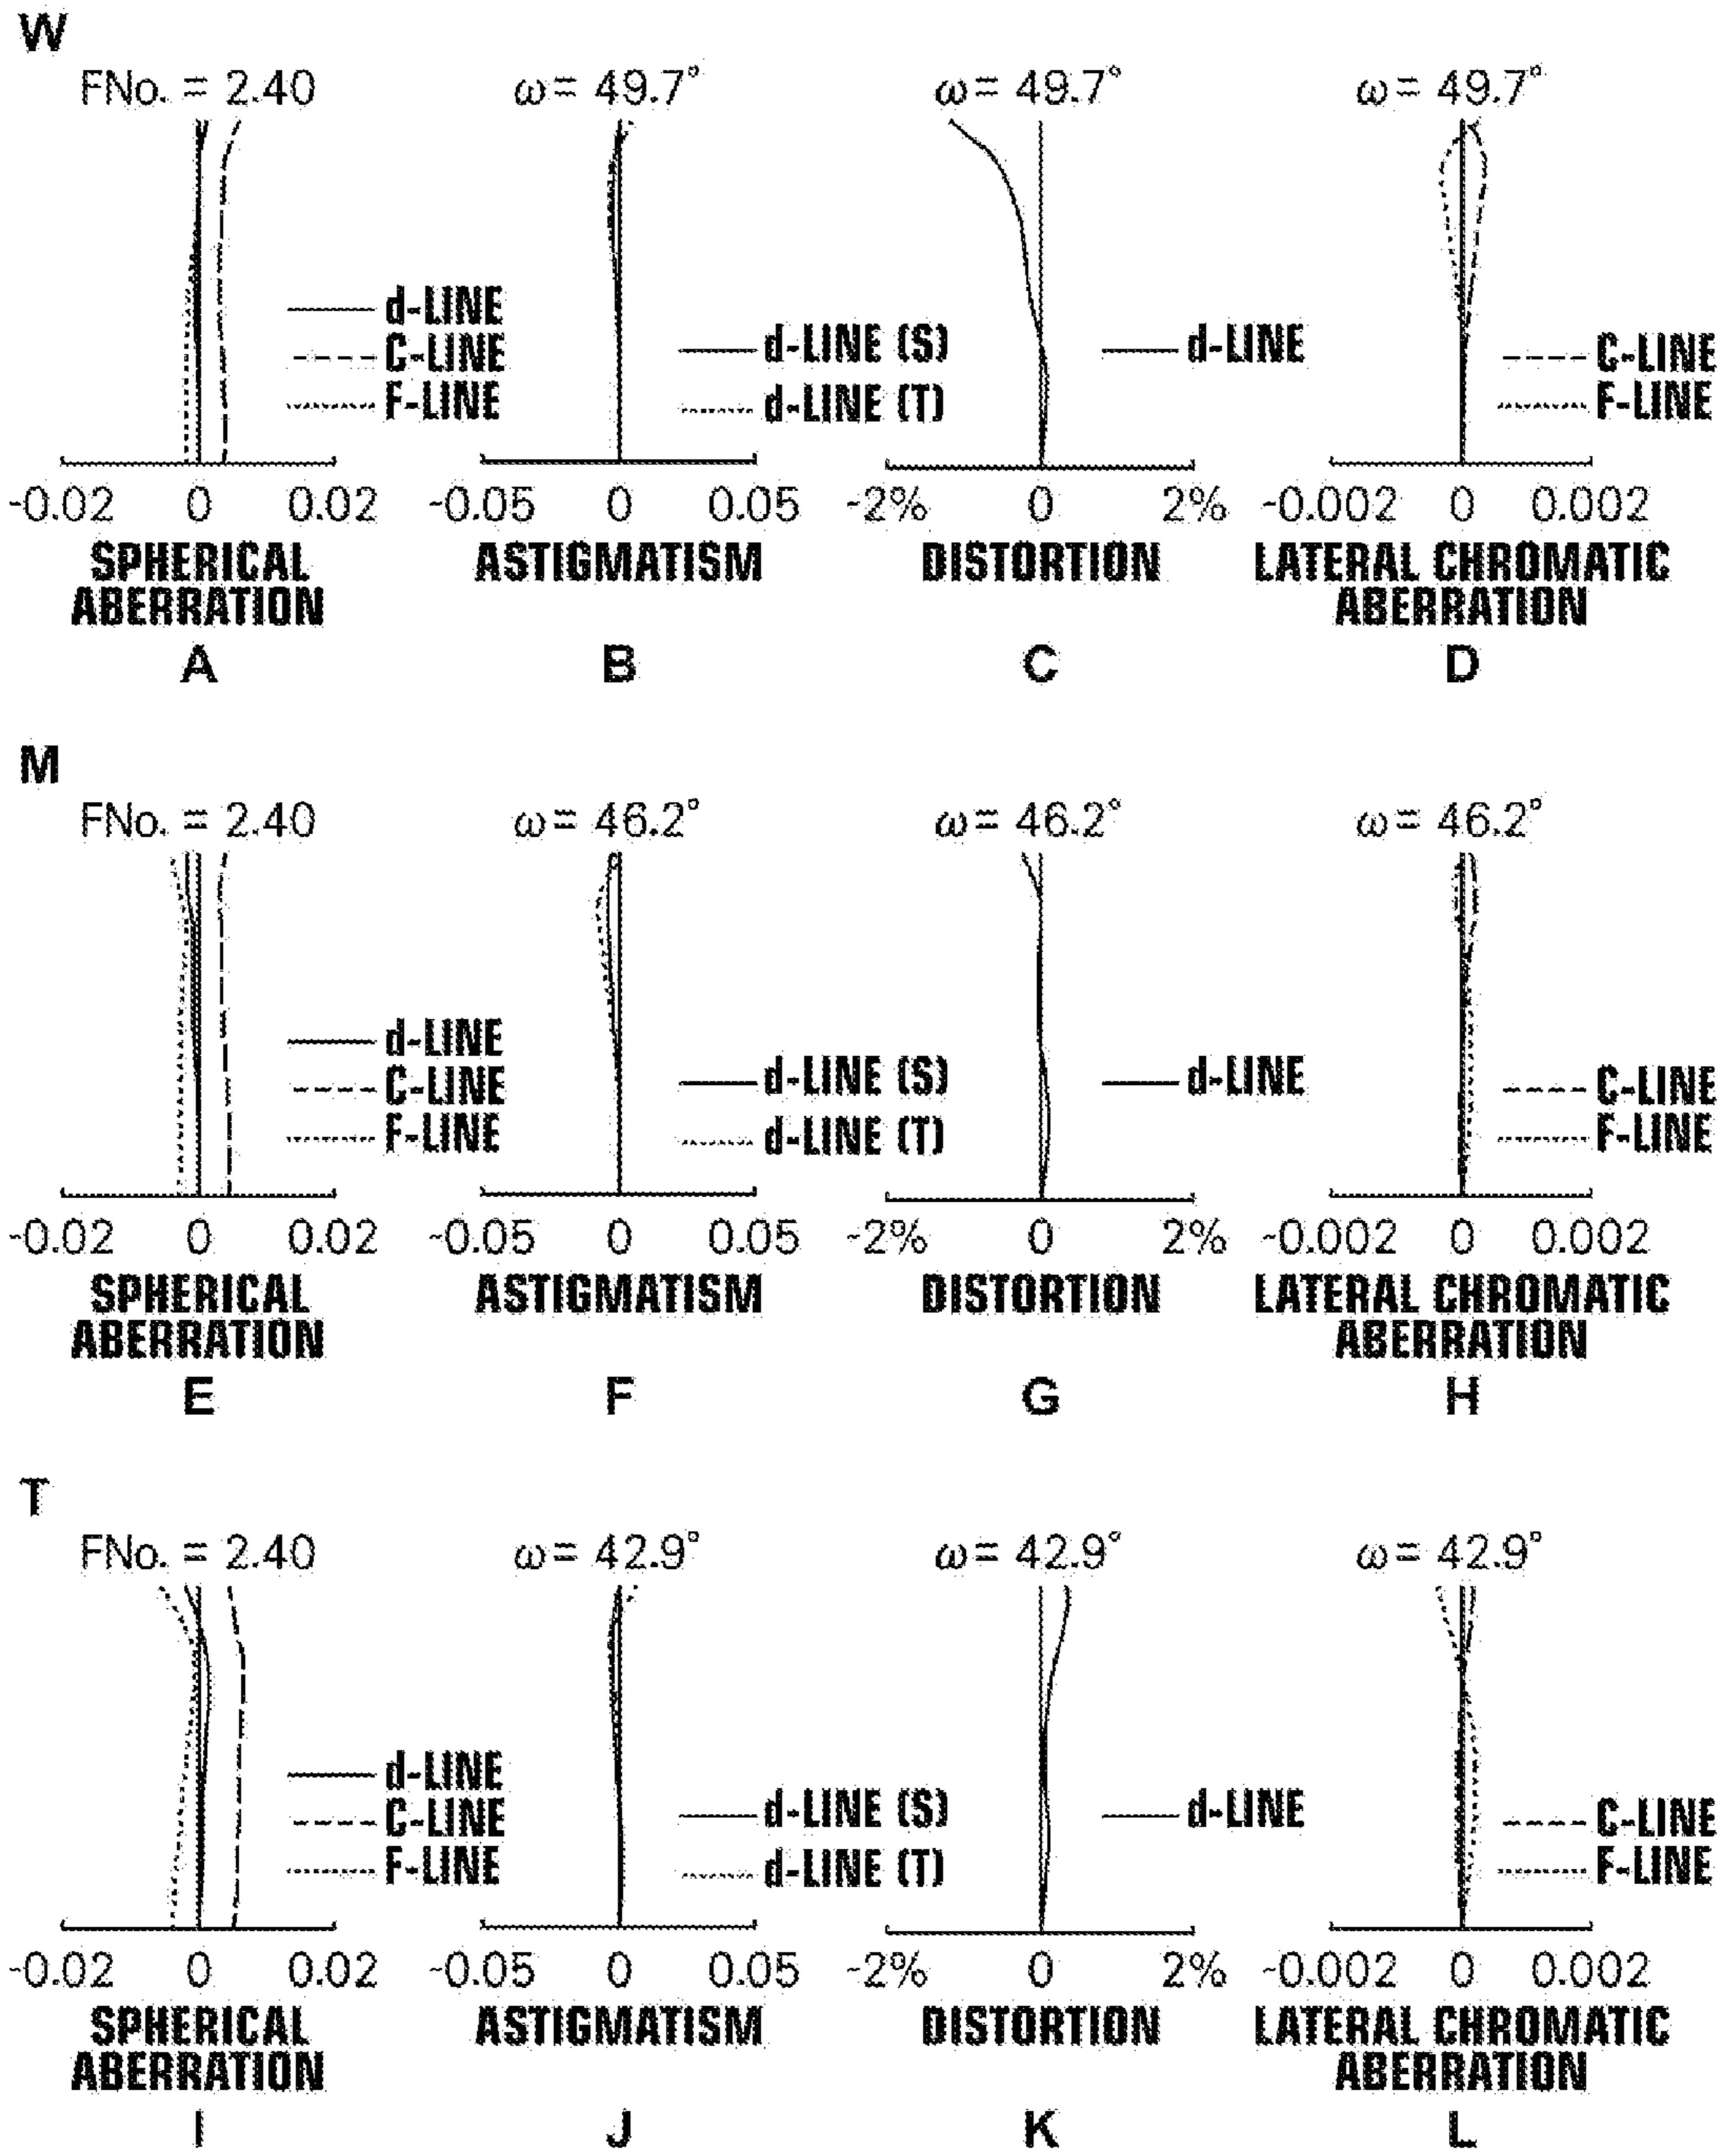 W
FNo. = 2.40
ω = 49.7°
ω = 49.7°
ω = 49.7°
d-LINE
C-LINE
F-LINE
d-LINE (S)
d-LINE (T)
d-LINE
C-LINE
F-LINE
-0.02 0 0.02
-0.05 0 0.05
-2% 0 2%
-0.002 0 0.002
SPHERICAL
ABERRATION
ASTIGMATISM
DISTORTION
LATERAL CHROMATIC
ABERRATION
A
B
C
D
M
FNo. = 2.40
ω = 46.2°
ω = 46.2°
ω = 46.2°
d-LINE
C-LINE
F-LINE
d-LINE (S)
d-LINE (T)
d-LINE
C-LINE
F-LINE
-0.02 0 0.02
-0.05 0 0.05
-2% 0 2%
-0.002 0 0.002
SPHERICAL
ABERRATION
ASTIGMATISM
DISTORTION
LATERAL CHROMATIC
ABERRATION
E
F
G
H
T
FNo. = 2.40
ω = 42.9°
ω = 42.9°
ω = 42.9°
d-LINE
C-LINE
F-LINE
d-LINE (S)
d-LINE (T)
d-LINE
C-LINE
F-LINE
-0.02 0 0.02
-0.05 0 0.05
-2% 0 2%
-0.002 0 0.002
SPHERICAL
ABERRATION
ASTIGMATISM
DISTORTION
LATERAL CHROMATIC
ABERRATION
I
J
K
L